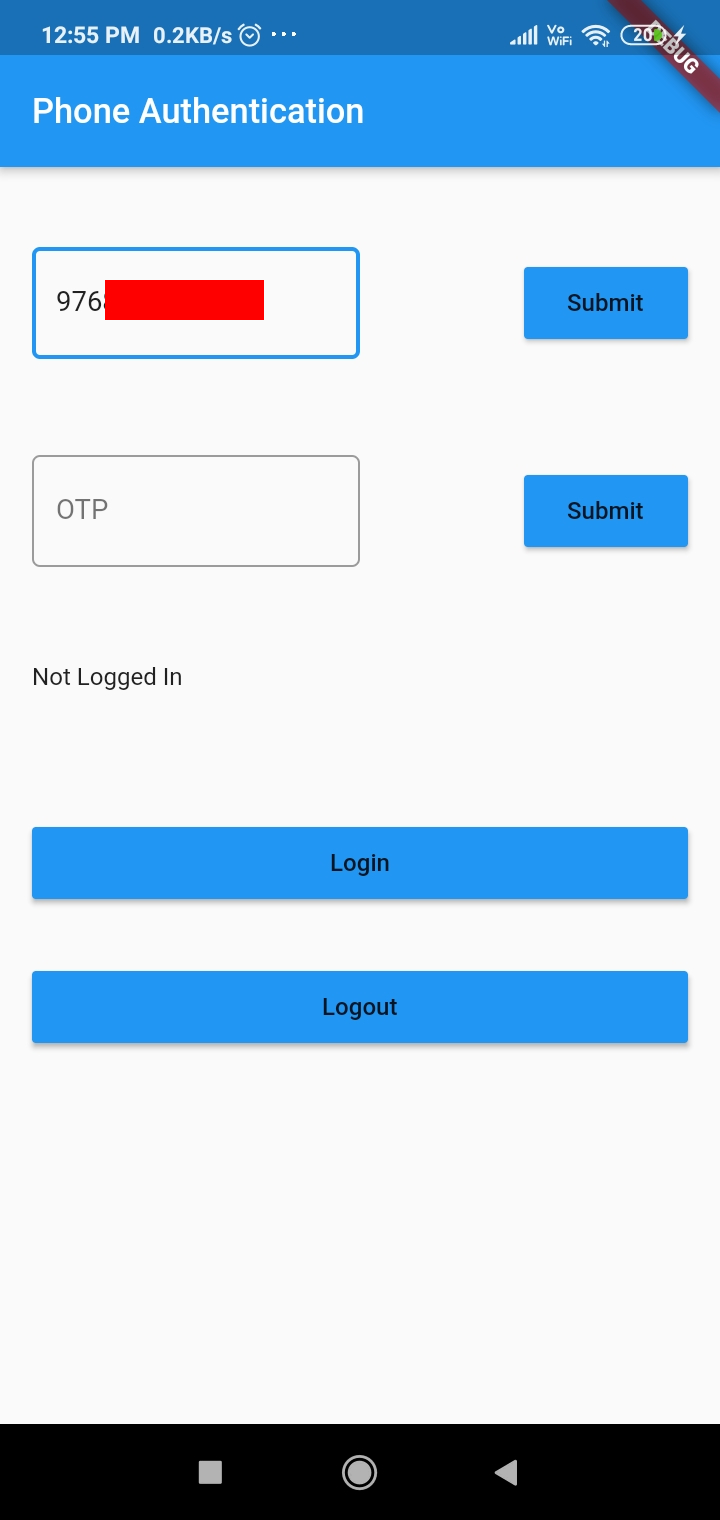 12:55 PM 0.2KB/s ... Vo WiFi 20
DEBUG
Phone Authentication
976
Submit
OTP
Submit
Not Logged In
Login
Logout